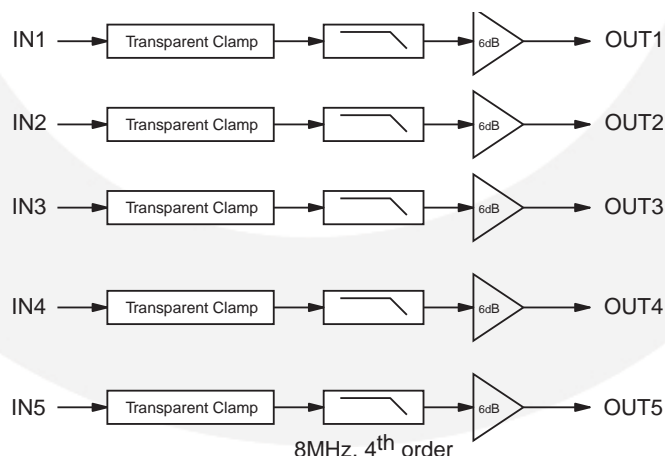 IN1 Transparent Clamp 6dB OUT1
IN2 Transparent Clamp 6dB OUT2
IN3 Transparent Clamp 6dB OUT3
IN4 Transparent Clamp 6dB OUT4
IN5 Transparent Clamp 6dB OUT5
8MHz, 4th order